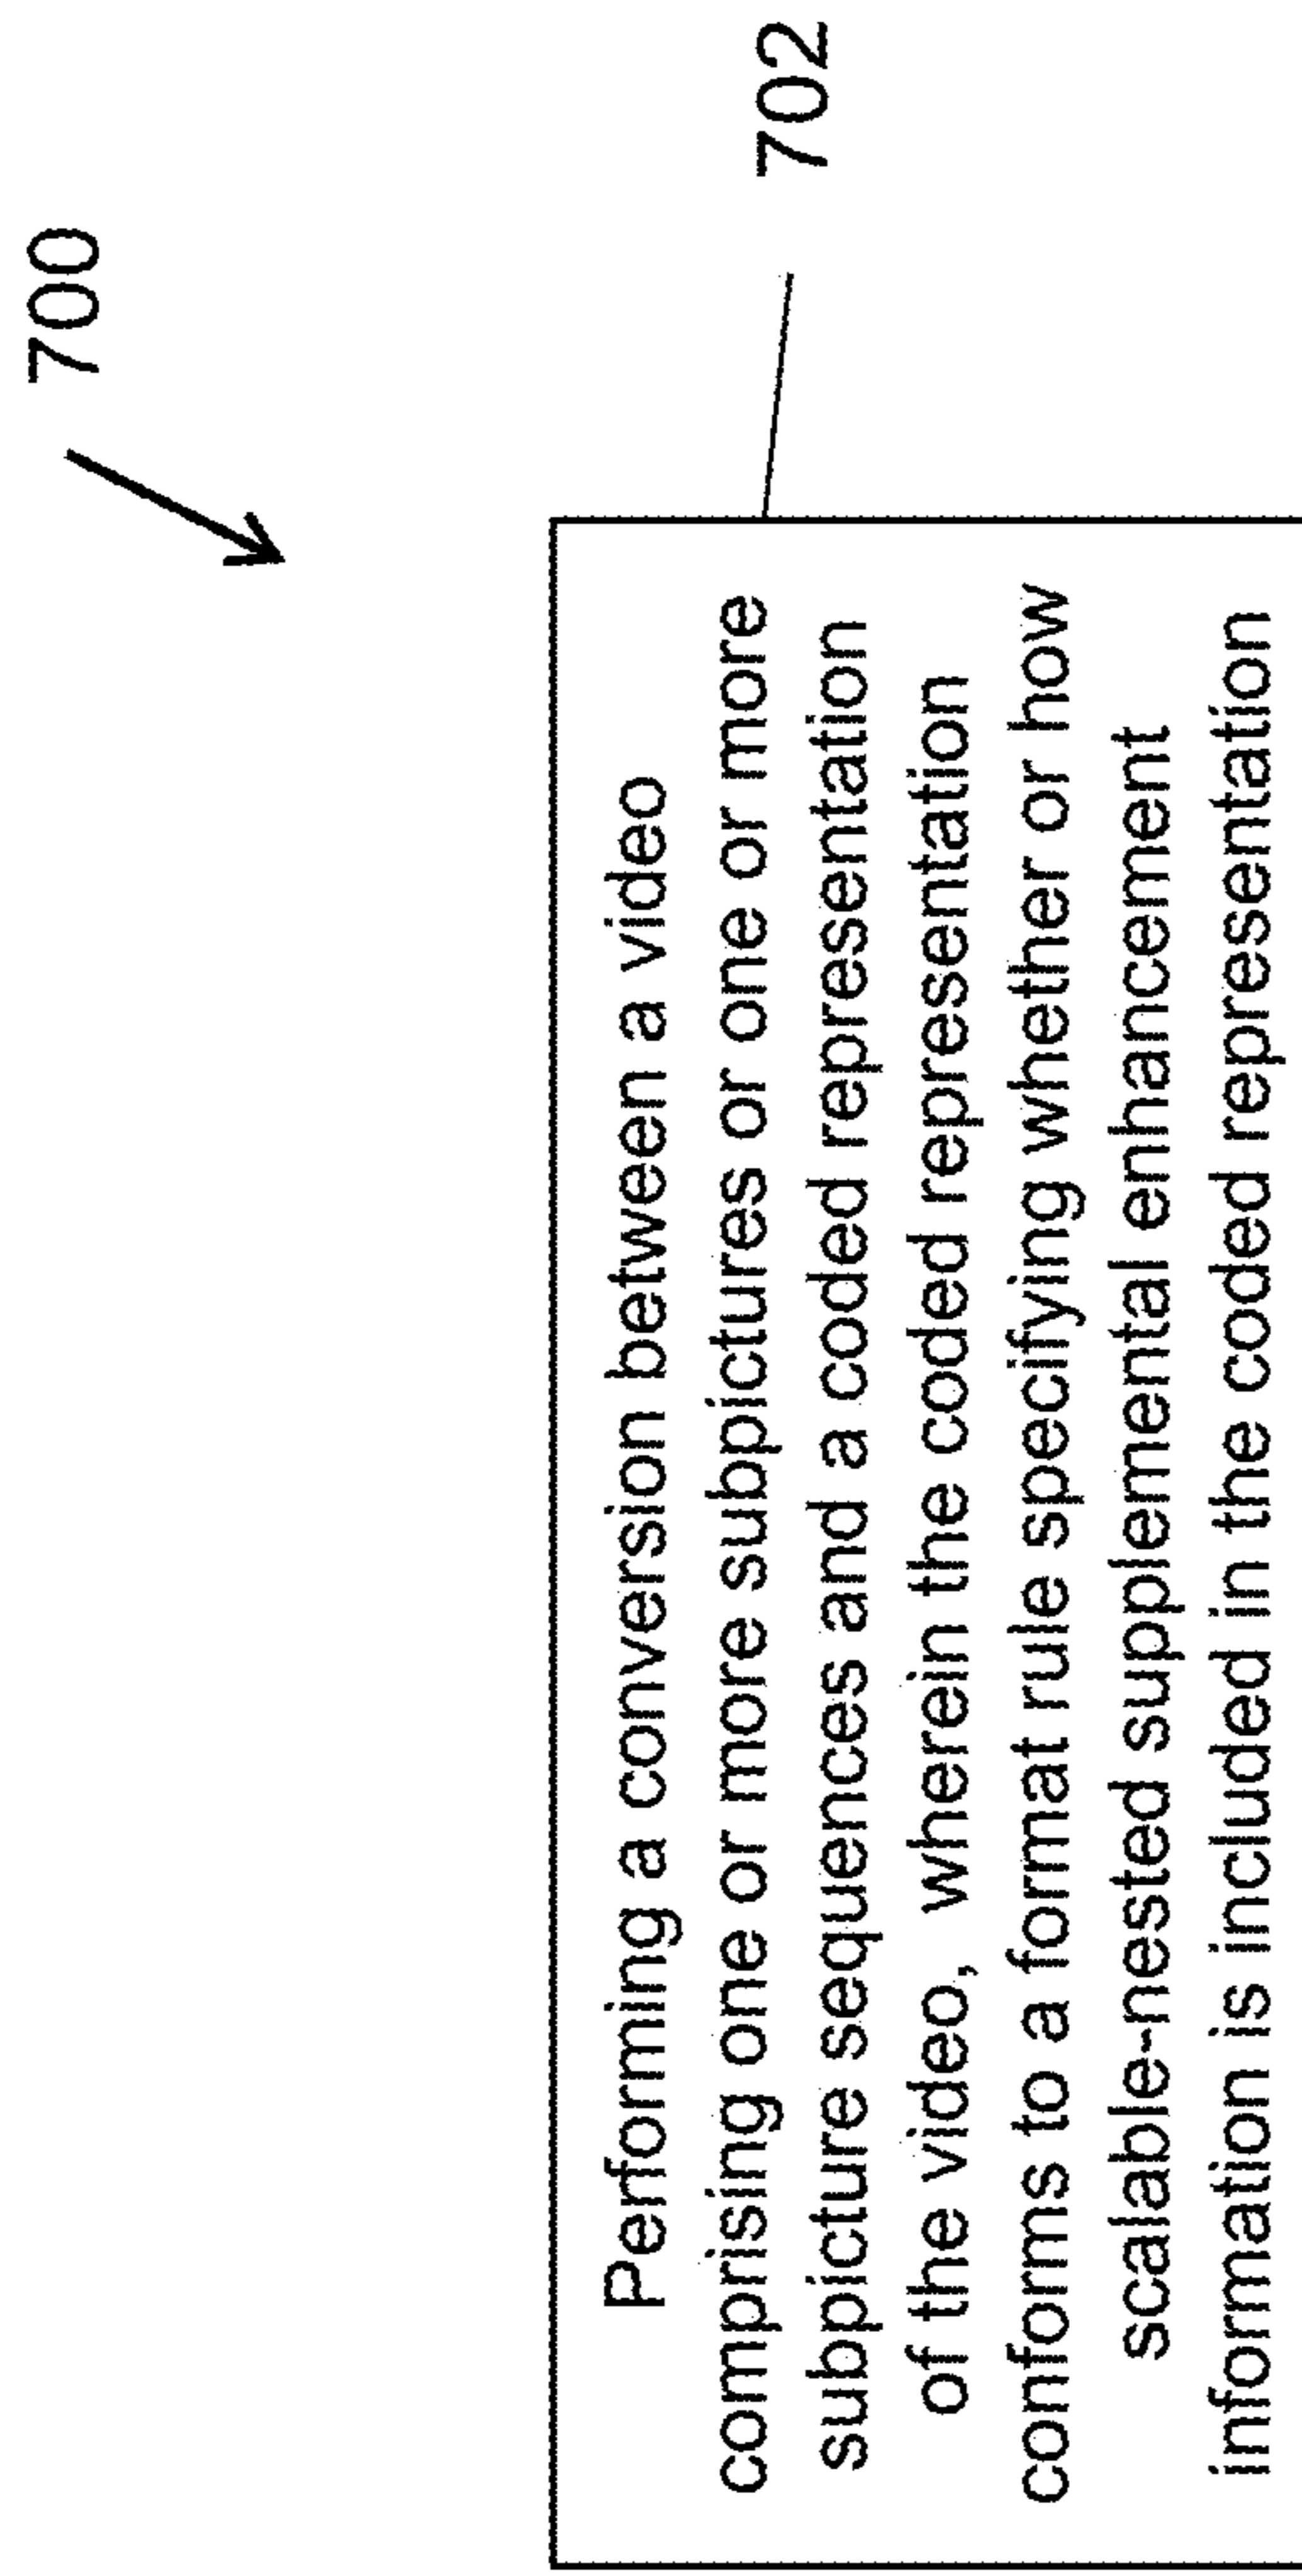 700
702
Performing a conversion between a video
comprising one or more subpictures or one or more
subpicture sequences and a coded representation
of the video, wherein the coded representation
conforms to a format rule specifying whether or how
scalable-nested supplemental enhancement
information is included in the coded representation